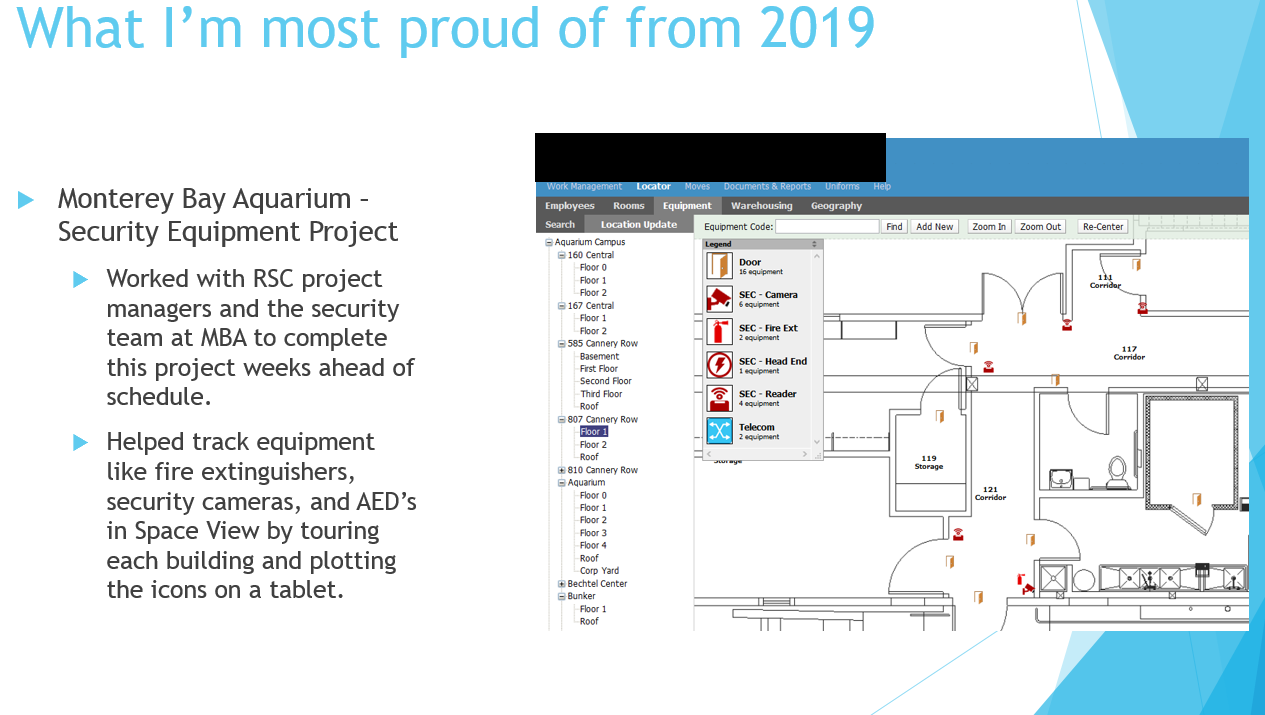 What I'm most proud of from 2019
Monterey Bay Aquarium –
Security Equipment Project
Worked with RSC project
managers and the security
team at MBA to complete
this project weeks ahead of
schedule.
Helped track equipment
like fire extinguishers,
security cameras, and AED's
in Space View by touring
each building and plotting
the icons on a tablet.
Work Management Locator Moves Documents & Reports Uniforms Help
Employees Rooms Equipment Warehousing Geography
Search Location Update
Equipment Code: Find Add New Zoom In Zoom Out Re-Center
Aquarium Campus
160 Central
Floor 0
Floor 1
Floor 2
167 Central
Floor 1
Floor 2
585 Cannery Row
Basement
First Floor
Second Floor
Third Floor
Roof
807 Cannery Row
Floor 1
Floor 2
Roof
810 Cannery Row
Aquarium
Floor 0
Floor 1
Floor 2
Floor 3
Floor 4
Roof
Corp Yard
Bechtel Center
Bunker
Floor 1
Roof
Legend
Door
16 equipment
SEC - Camera
6 equipment
SEC - Fire Ext
2 equipment
SEC - Head End
1 equipment
SEC - Reader
4 equipment
Telecom
2 equipment
Storage
111
Corridor
117
Corridor
119
Storage
121
Corridor